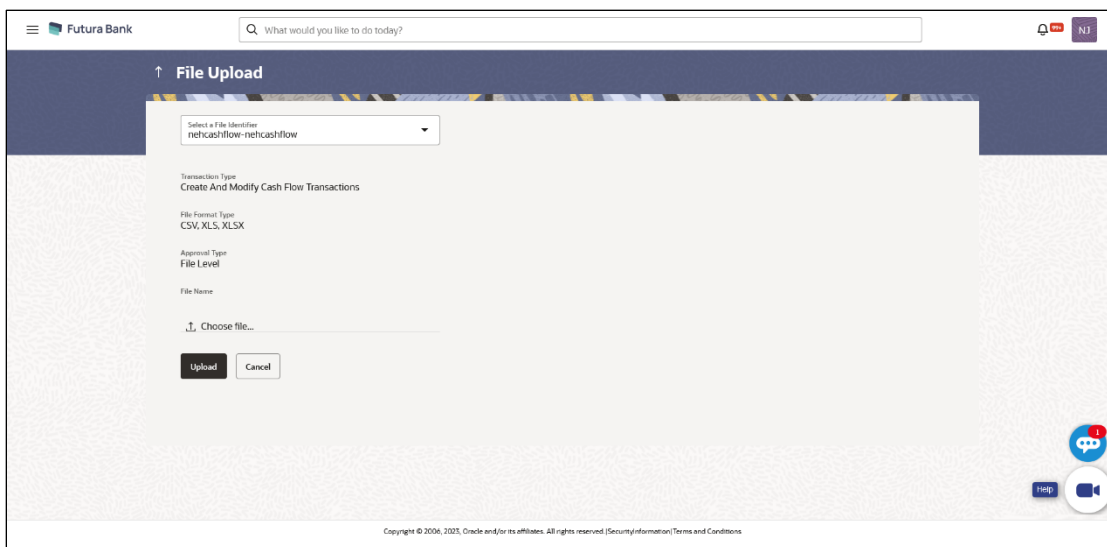 Futura Bank
What would you like to do today?
99+
NJ
File Upload
Select a File Identifier
nehcashflow-nehcashflow
Transaction Type
Create And Modify Cash Flow Transactions
File Format Type
CSV, XLS, XLSX
Approval Type
File Level
File Name
Choose file...
Upload
Cancel
1
Help
Copyright © 2006, 2023, Oracle and/or its affiliates. All rights reserved.|SecurityInformation|Terms and Conditions